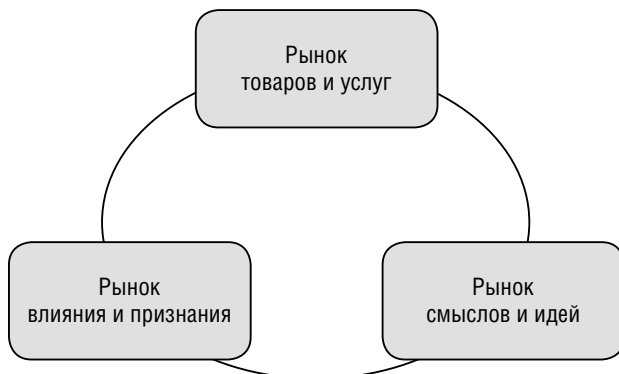 Рынок
товаров и услуг
Рынок
влияния и признания
Рынок
смыслов и идей